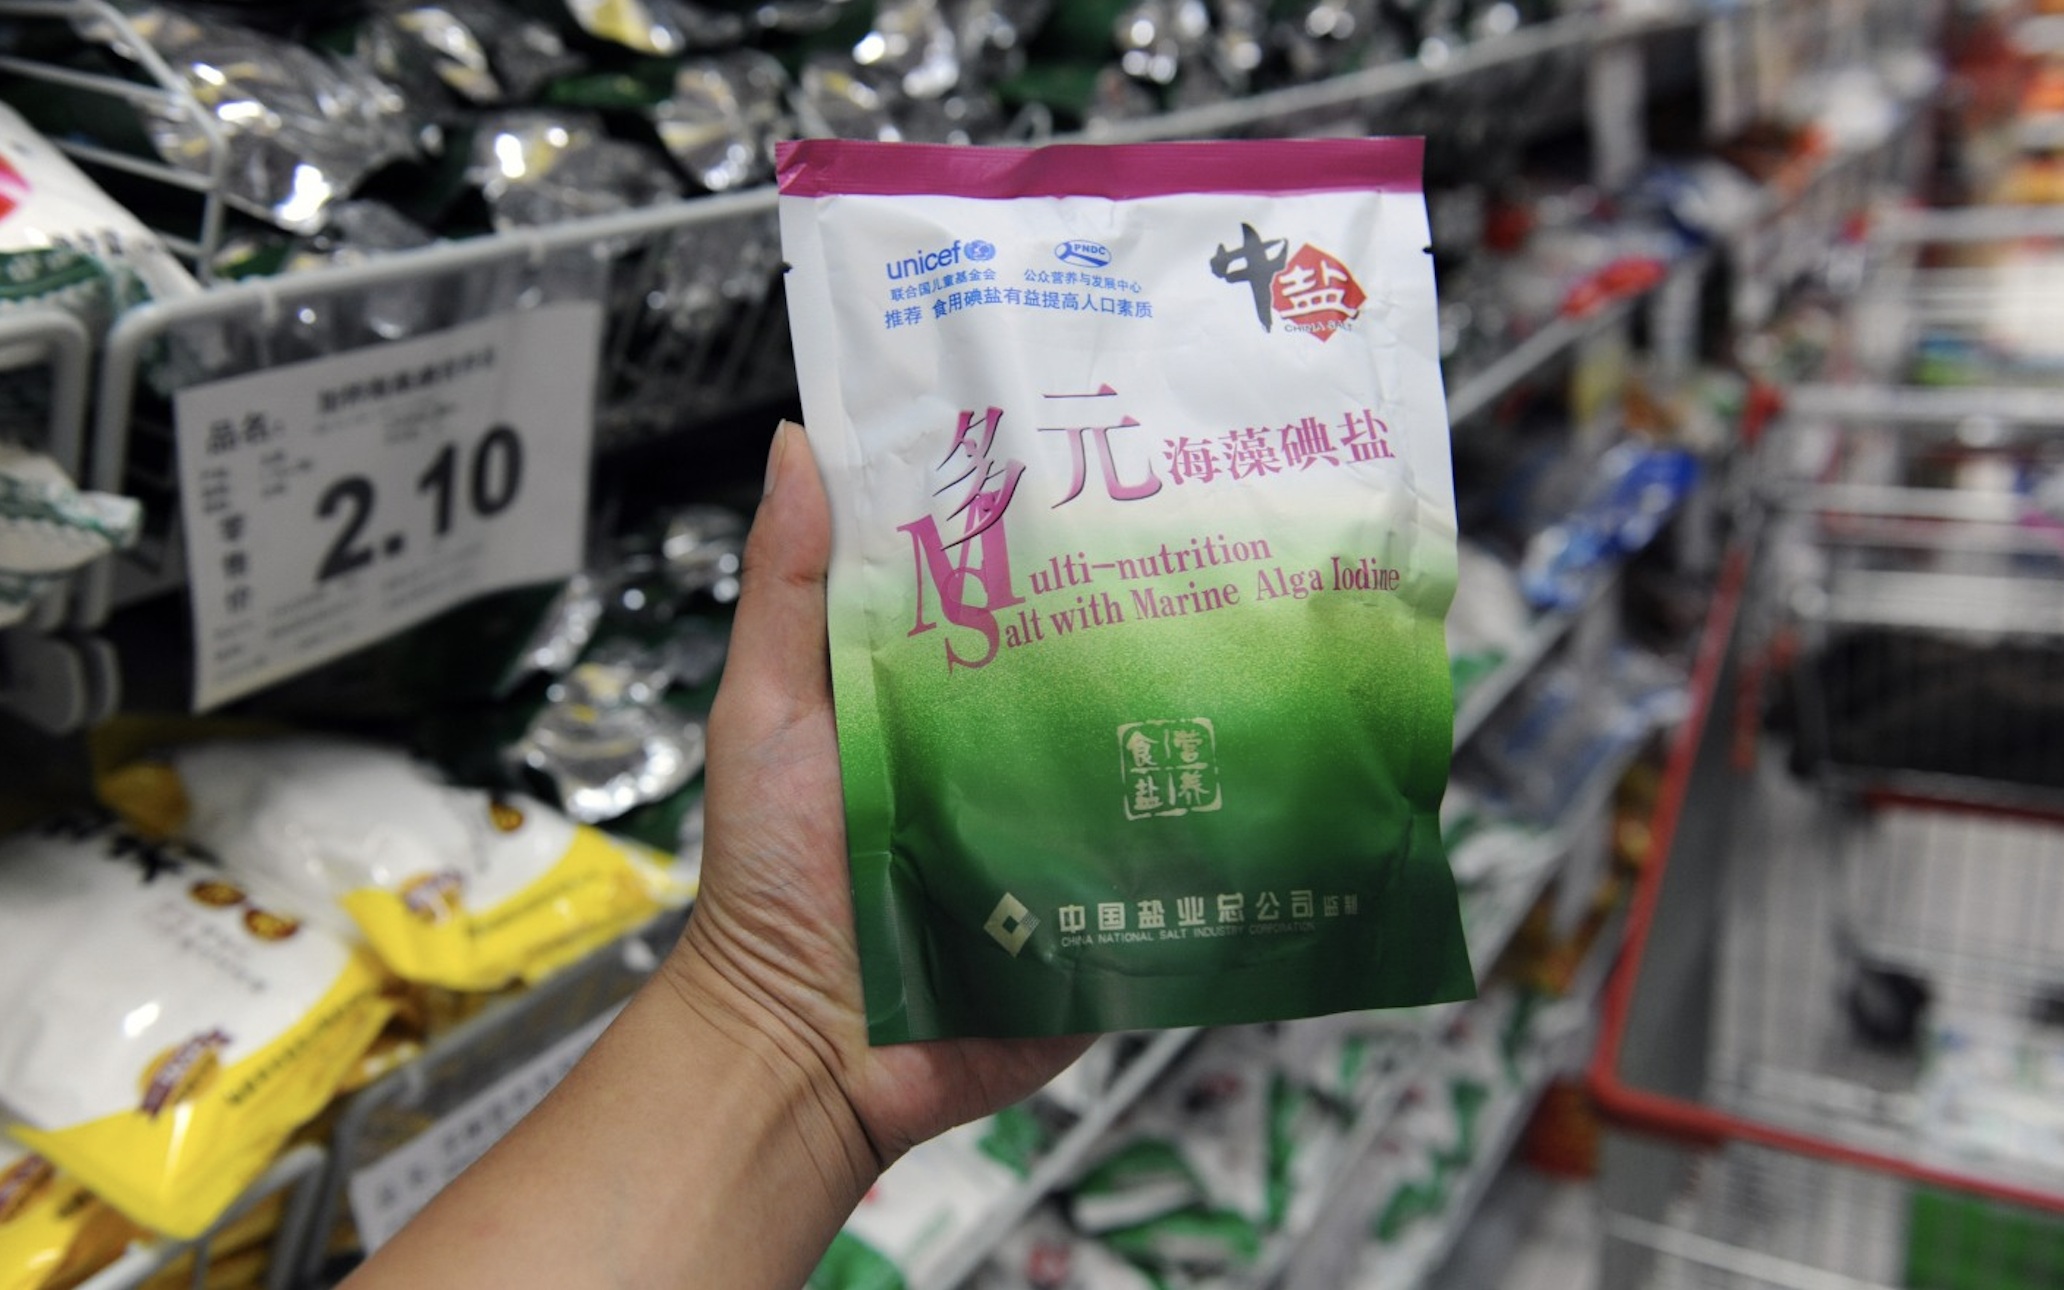 unicef
PNDC
联合国儿童基金会 公众营养与发展中心
推荐 食用碘盐有益提高人口素质
中盐
CHINA SALT
多元海藻碘盐
Multi-nutrition
Salt with Marine Alga Iodine
营养
食盐
中国盐业总公司监制
CHINA NATIONAL SALT INDUSTRY CORPORATION
品名:
零售价
2.10